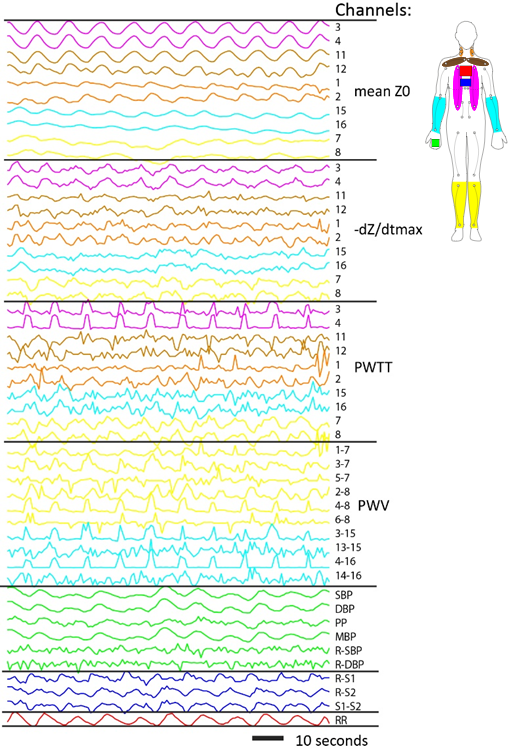 Channels:
3
4
11
12
1
2
15
16
7
8
mean Z0
3
4
11
12
1
2
15
16
7
8
-dZ/dtmax
3
4
11
12
1
2
15
16
7
8
PWTT
1-7
3-7
5-7
2-8
4-8
6-8
3-15
13-15
4-16
14-16
PWV
SBP
DBP
PP
MBP
R-SBP
R-DBP
R-S1
R-S2
S1-S2
RR
10 seconds